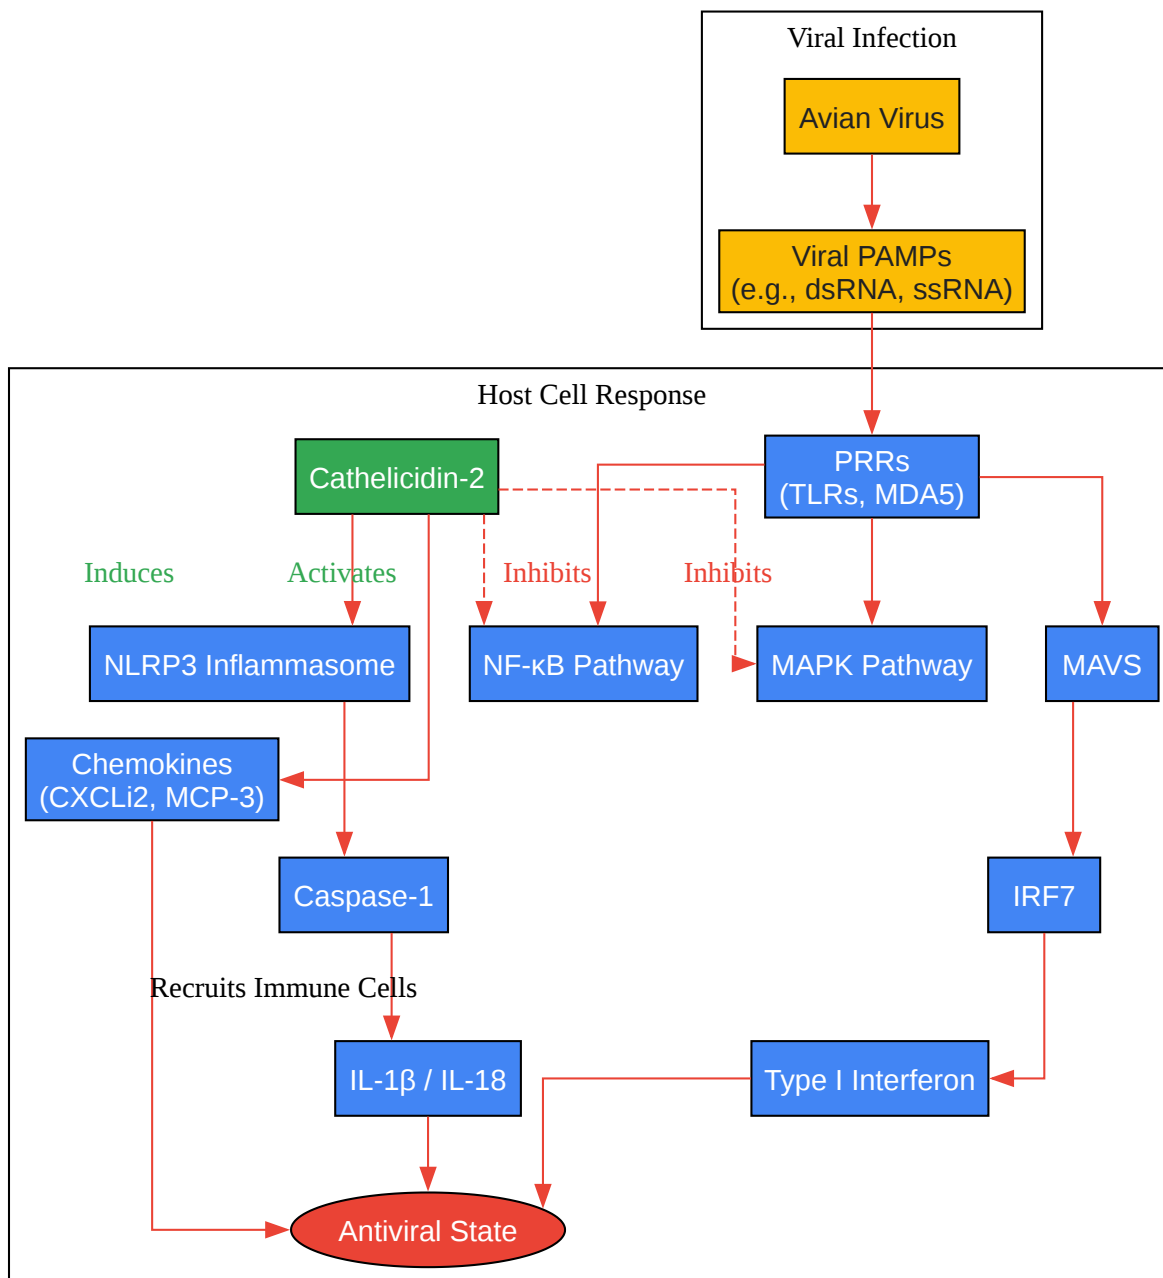 Viral Infection
Avian Virus
Viral PAMPs
(e.g., dsRNA, ssRNA)
Host Cell Response
Cathelicidin-2
PRRs
(TLRs, MDA5)
Induces
Activates
Inhibits
Inhibits
NLRP3 Inflammasome
NF-κB Pathway
MAPK Pathway
MAVS
Chemokines
(CXCLi2, MCP-3)
Caspase-1
IRF7
Recruits Immune Cells
IL-1β / IL-18
Type I Interferon
Antiviral State